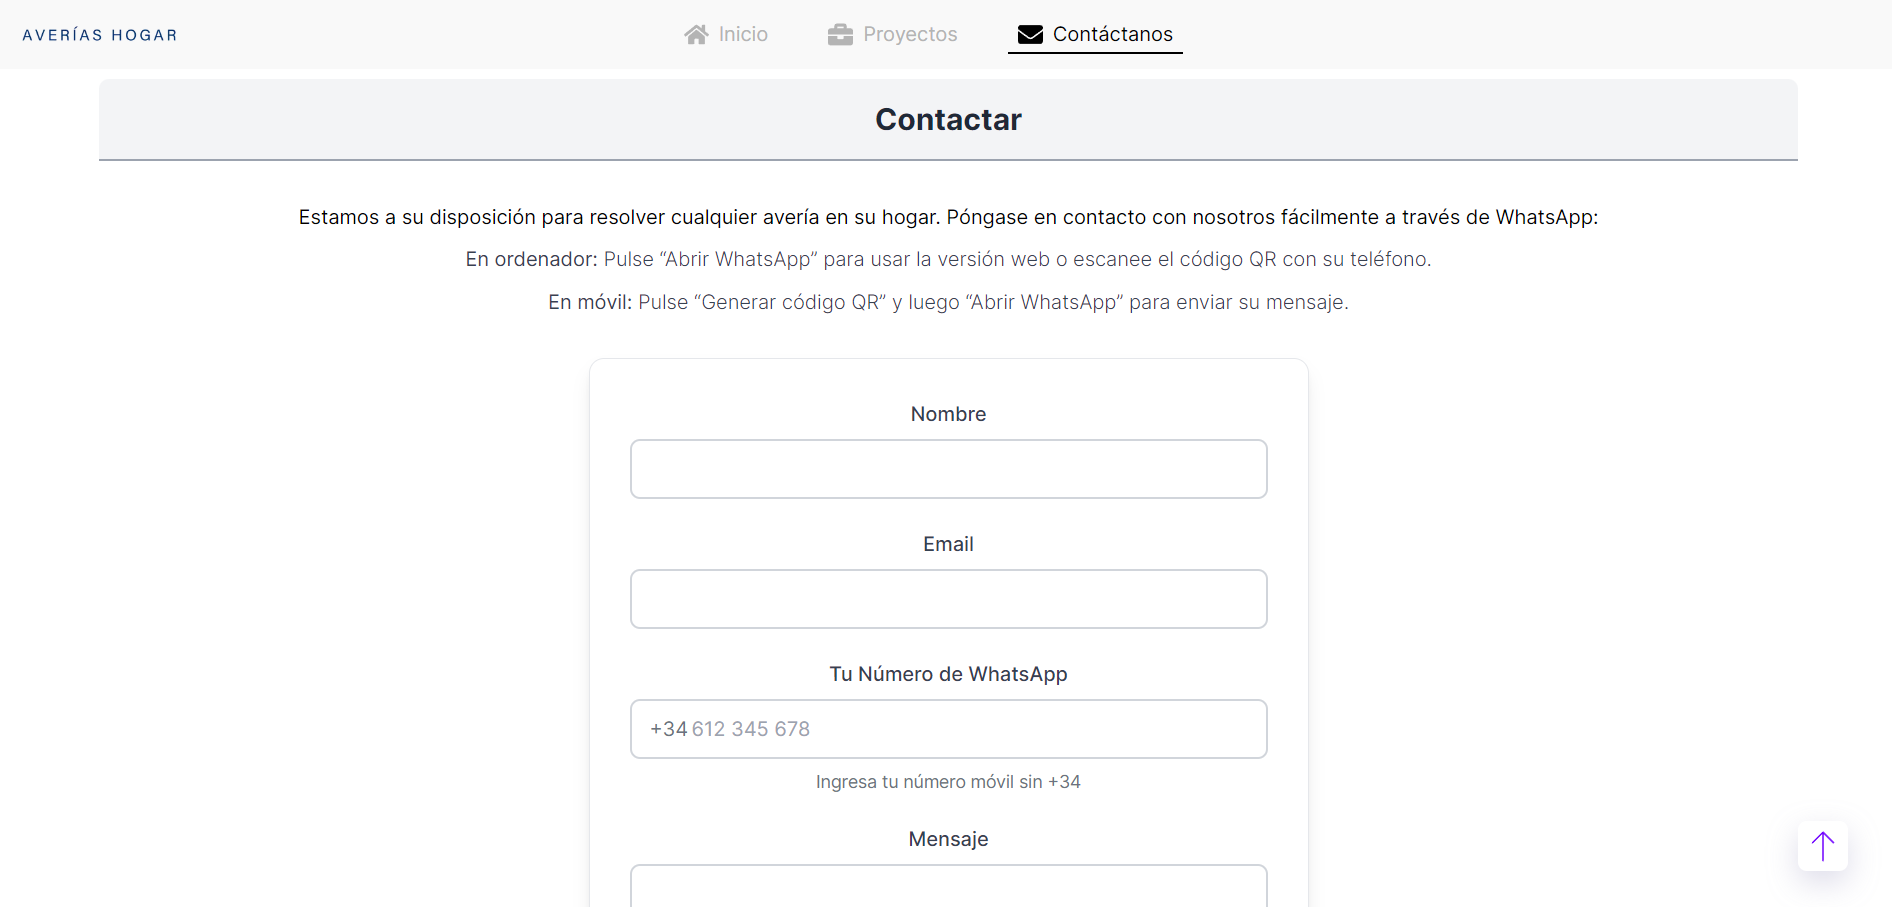 AVERÍAS HOGAR
Inicio
Proyectos
Contáctanos
Contactar
Estamos a su disposición para resolver cualquier avería en su hogar. Póngase en contacto con nosotros fácilmente a través de WhatsApp:
En ordenador: Pulse “Abrir WhatsApp” para usar la versión web o escanee el código QR con su teléfono.
En móvil: Pulse “Generar código QR” y luego “Abrir WhatsApp” para enviar su mensaje.
Nombre
Email
Tu Número de WhatsApp
+34 612 345 678
Ingresa tu número móvil sin +34
Mensaje